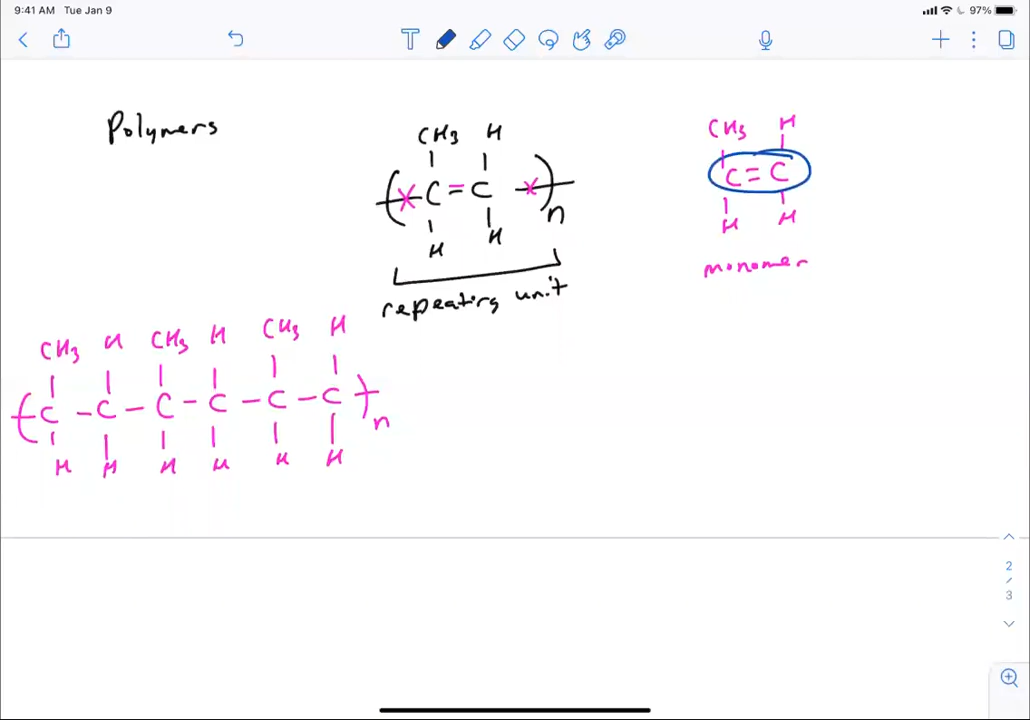 9:41 AM Tue Jan 9
97%
T
Polymers
CH3 H
C = C
n
H H
repeating unit
CH3 H
C = C
H H
monomer
CH3 H CH3 H CH3 H
C - C - C - C - C - C
n
H H H H H H
2
/
3